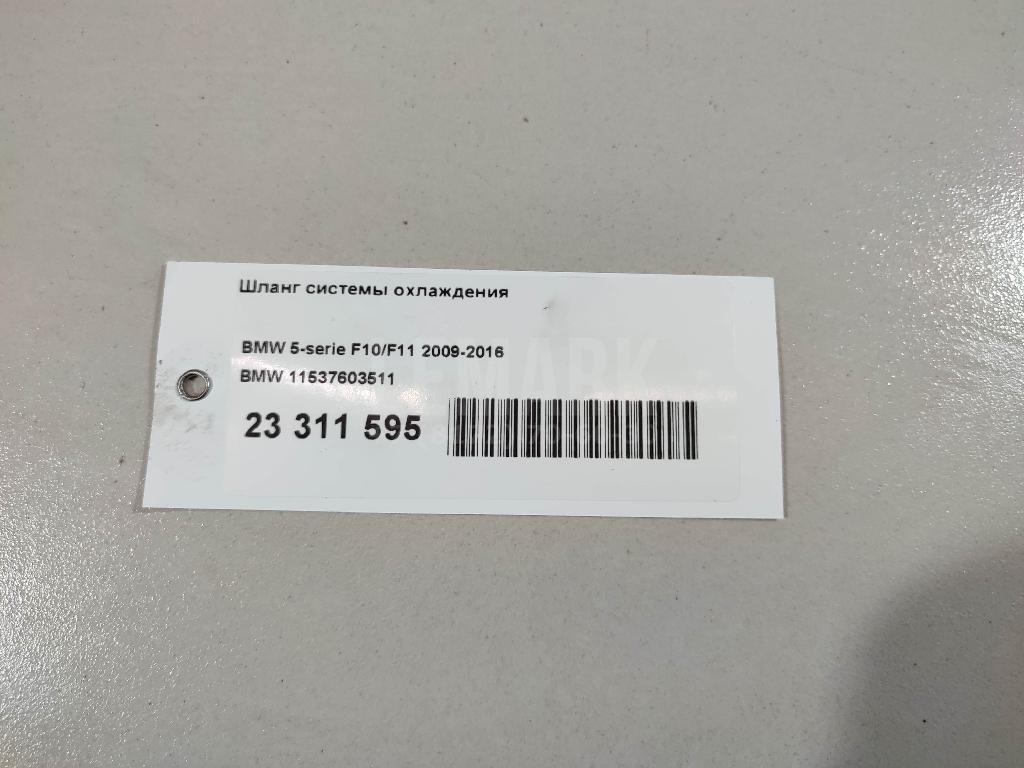 Шланг системы охлаждения
BMW 5-serie F10/F11 2009-2016
BMW 11537603511
23 311 595